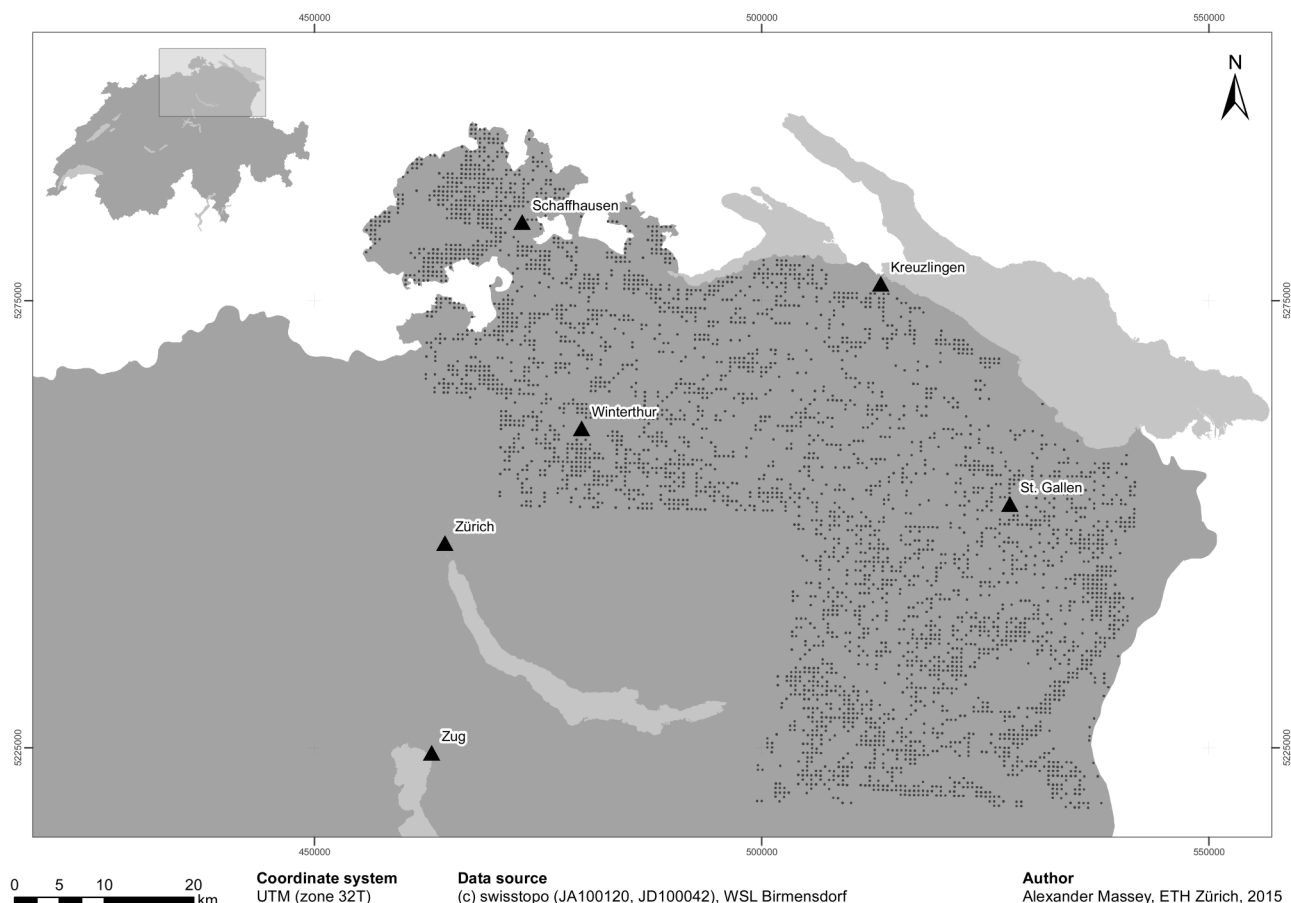 450000
500000
550000
N
Schaffhausen
Kreuzlingen
5275000
5275000
Winterthur
St. Gallen
Zürich
Zug
5225000
5225000
450000
500000
550000
0 5 10 20
km
Coordinate system
UTM (zone 32T)
Data source
(c) swisstopo (JA100120, JD100042), WSL Birmensdorf
Author
Alexander Massey, ETH Zürich, 2015